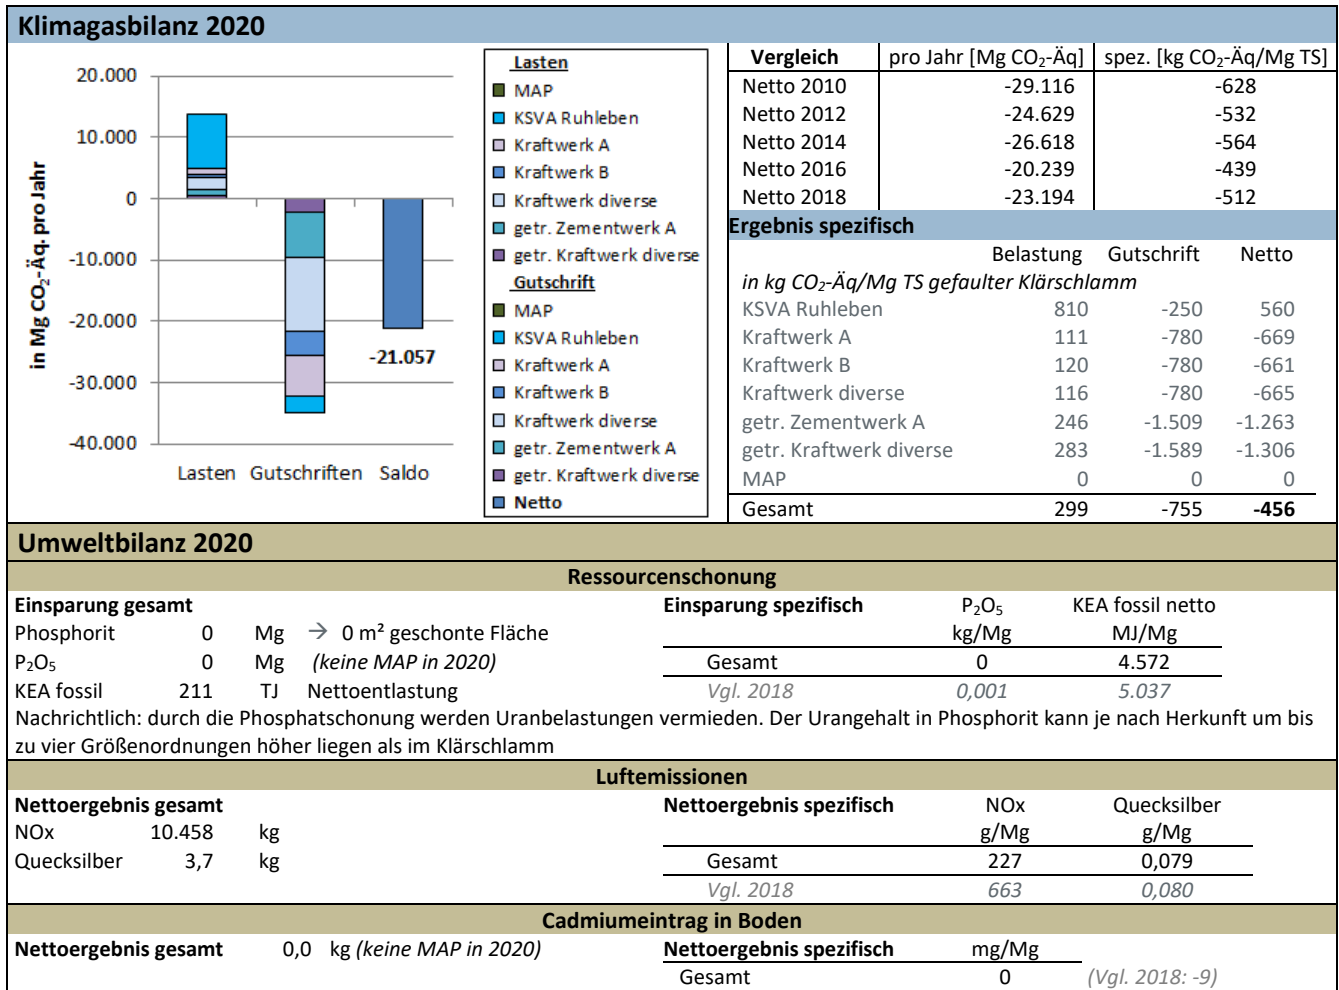 Klimagasbilanz 2020
in Mg CO₂-Äq. pro Jahr
20.000
10.000
0
-10.000
-20.000
-30.000
-40.000
-21.057
Lasten Gutschriften Saldo
Lasten
MAP
KSVA Ruhleben
Kraftwerk A
Kraftwerk B
Kraftwerk diverse
getr. Zementwerk A
getr. Kraftwerk diverse
Gutschrift
MAP
KSVA Ruhleben
Kraftwerk A
Kraftwerk B
Kraftwerk diverse
getr. Zementwerk A
getr. Kraftwerk diverse
Netto
Vergleich pro Jahr [Mg CO₂-Äq] spez. [kg CO₂-Äq/Mg TS]
Netto 2010 -29.116 -628
Netto 2012 -24.629 -532
Netto 2014 -26.618 -564
Netto 2016 -20.239 -439
Netto 2018 -23.194 -512
Ergebnis spezifisch
Belastung Gutschrift Netto
in kg CO₂-Äq/Mg TS gefaulter Klärschlamm
KSVA Ruhleben 810 -250 560
Kraftwerk A 111 -780 -669
Kraftwerk B 120 -780 -661
Kraftwerk diverse 116 -780 -665
getr. Zementwerk A 246 -1.509 -1.263
getr. Kraftwerk diverse 283 -1.589 -1.306
MAP 0 0 0
Gesamt 299 -755 -456
Umweltbilanz 2020
Ressourcenschonung
Einsparung gesamt Einsparung spezifisch P₂O₅ KEA fossil netto
Phosphorit 0 Mg → 0 m² geschonte Fläche kg/Mg MJ/Mg
P₂O₅ 0 Mg (keine MAP in 2020) Gesamt 0 4.572
KEA fossil 211 TJ Nettoentlastung Vgl. 2018 0,001 5.037
Nachrichtlich: durch die Phosphatschonung werden Uranbelastungen vermieden. Der Urangehalt in Phosphorit kann je nach Herkunft um bis
zu vier Größenordnungen höher liegen als im Klärschlamm
Luftemissionen
Nettoergebnis gesamt Nettoergebnis spezifisch NOx Quecksilber
NOx 10.458 kg g/Mg g/Mg
Quecksilber 3,7 kg Gesamt 227 0,079
Vgl. 2018 663 0,080
Cadmiumeintrag in Boden
Nettoergebnis gesamt 0,0 kg (keine MAP in 2020) Nettoergebnis spezifisch mg/Mg
Gesamt 0 (Vgl. 2018: -9)